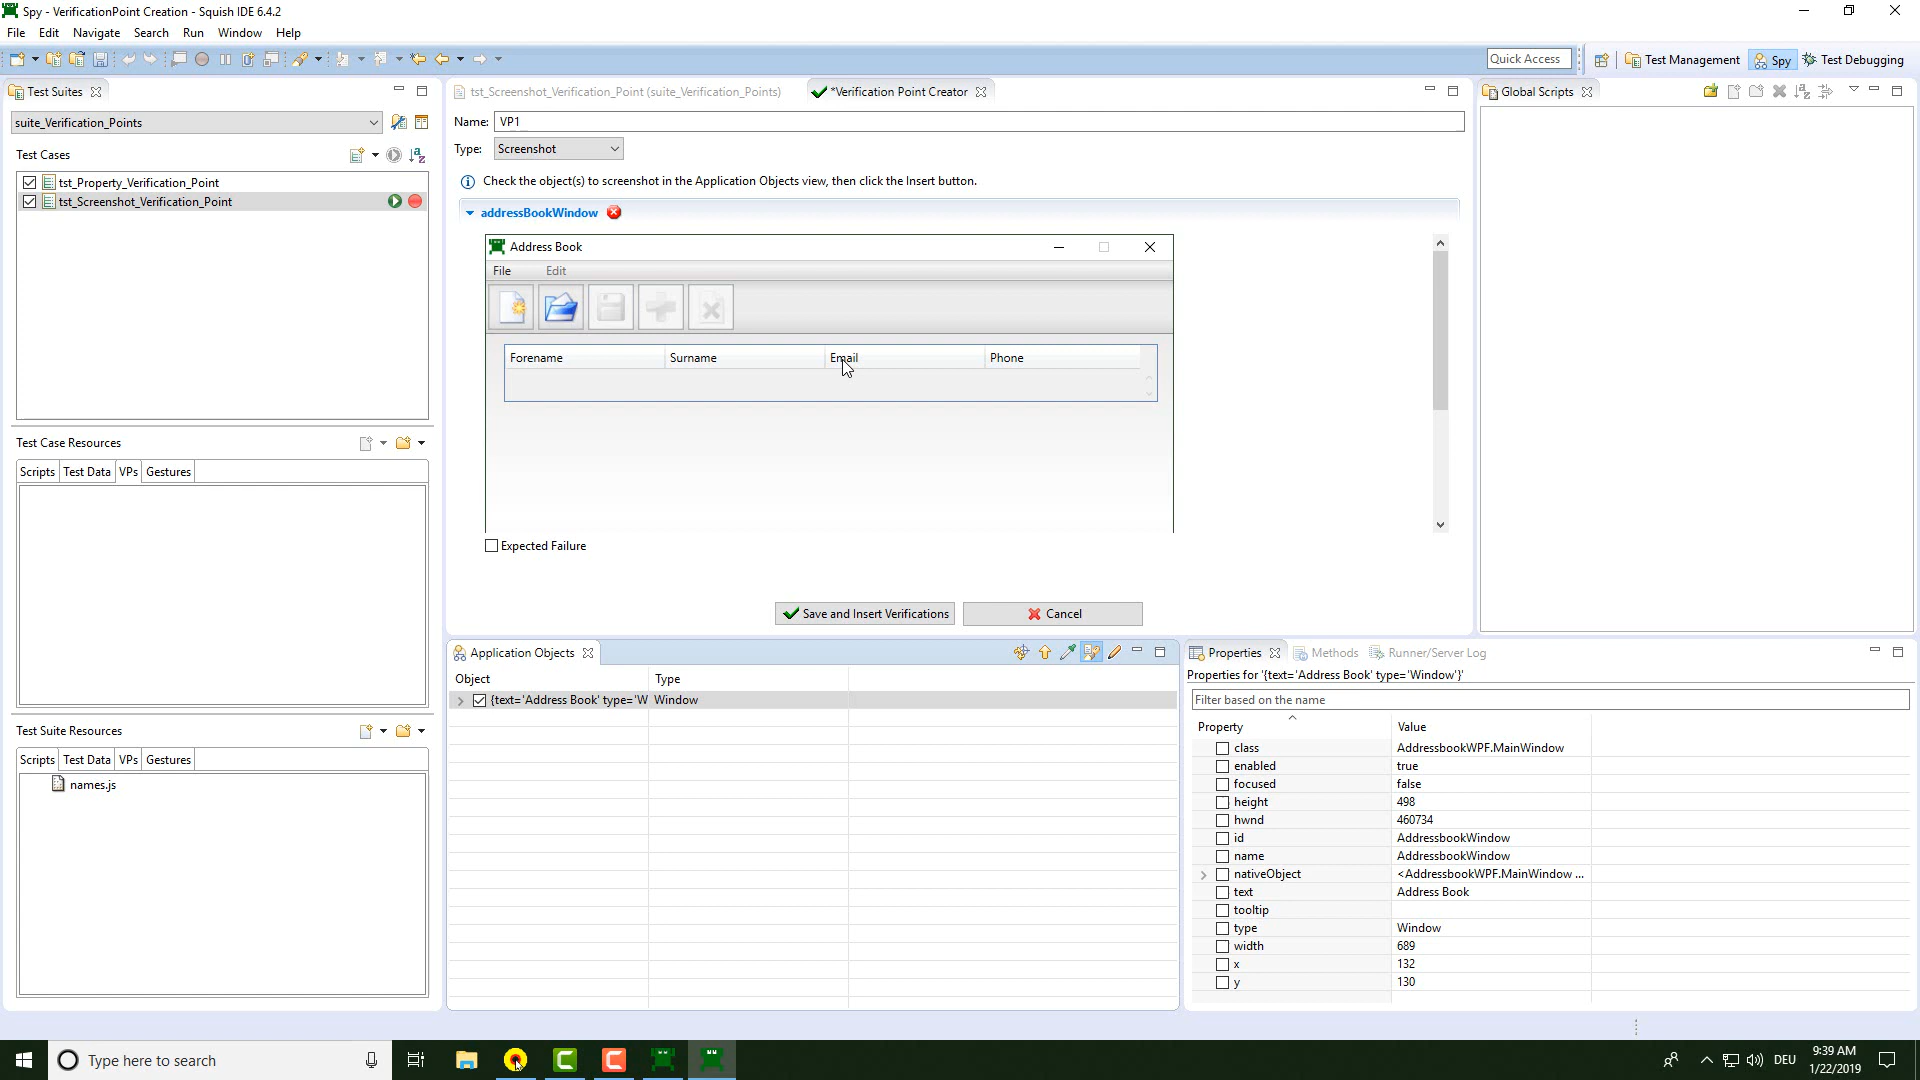 Spy - VerificationPoint Creation - Squish IDE 6.4.2
File Edit Navigate Search Run Window Help
Quick Access
Test Management
Spy
Test Debugging
Test Suites
suite_Verification_Points
Test Cases
tst_Property_Verification_Point
tst_Screenshot_Verification_Point
Test Case Resources
Scripts Test Data VPs Gestures
Test Suite Resources
Scripts Test Data VPs Gestures
names.js
tst_Screenshot_Verification_Point (suite_Verification_Points)
*Verification Point Creator
Name: VP1
Type: Screenshot
Check the object(s) to screenshot in the Application Objects view, then click the Insert button.
addressBookWindow
Address Book
File Edit
Forename Surname Email Phone
Expected Failure
Save and Insert Verifications
Cancel
Application Objects
Object Type
{text='Address Book' type='W Window
Global Scripts
Properties Methods Runner/Server Log
Properties for '{text='Address Book' type='Window'}'
Filter based on the name
Property Value
class AddressbookWPF.MainWindow
enabled true
focused false
height 498
hwnd 460734
id AddressbookWindow
name AddressbookWindow
nativeObject <AddressbookWPF.MainWindow ...
text Address Book
tooltip
type Window
width 689
x 132
y 130
Type here to search
DEU
9:39 AM
1/22/2019